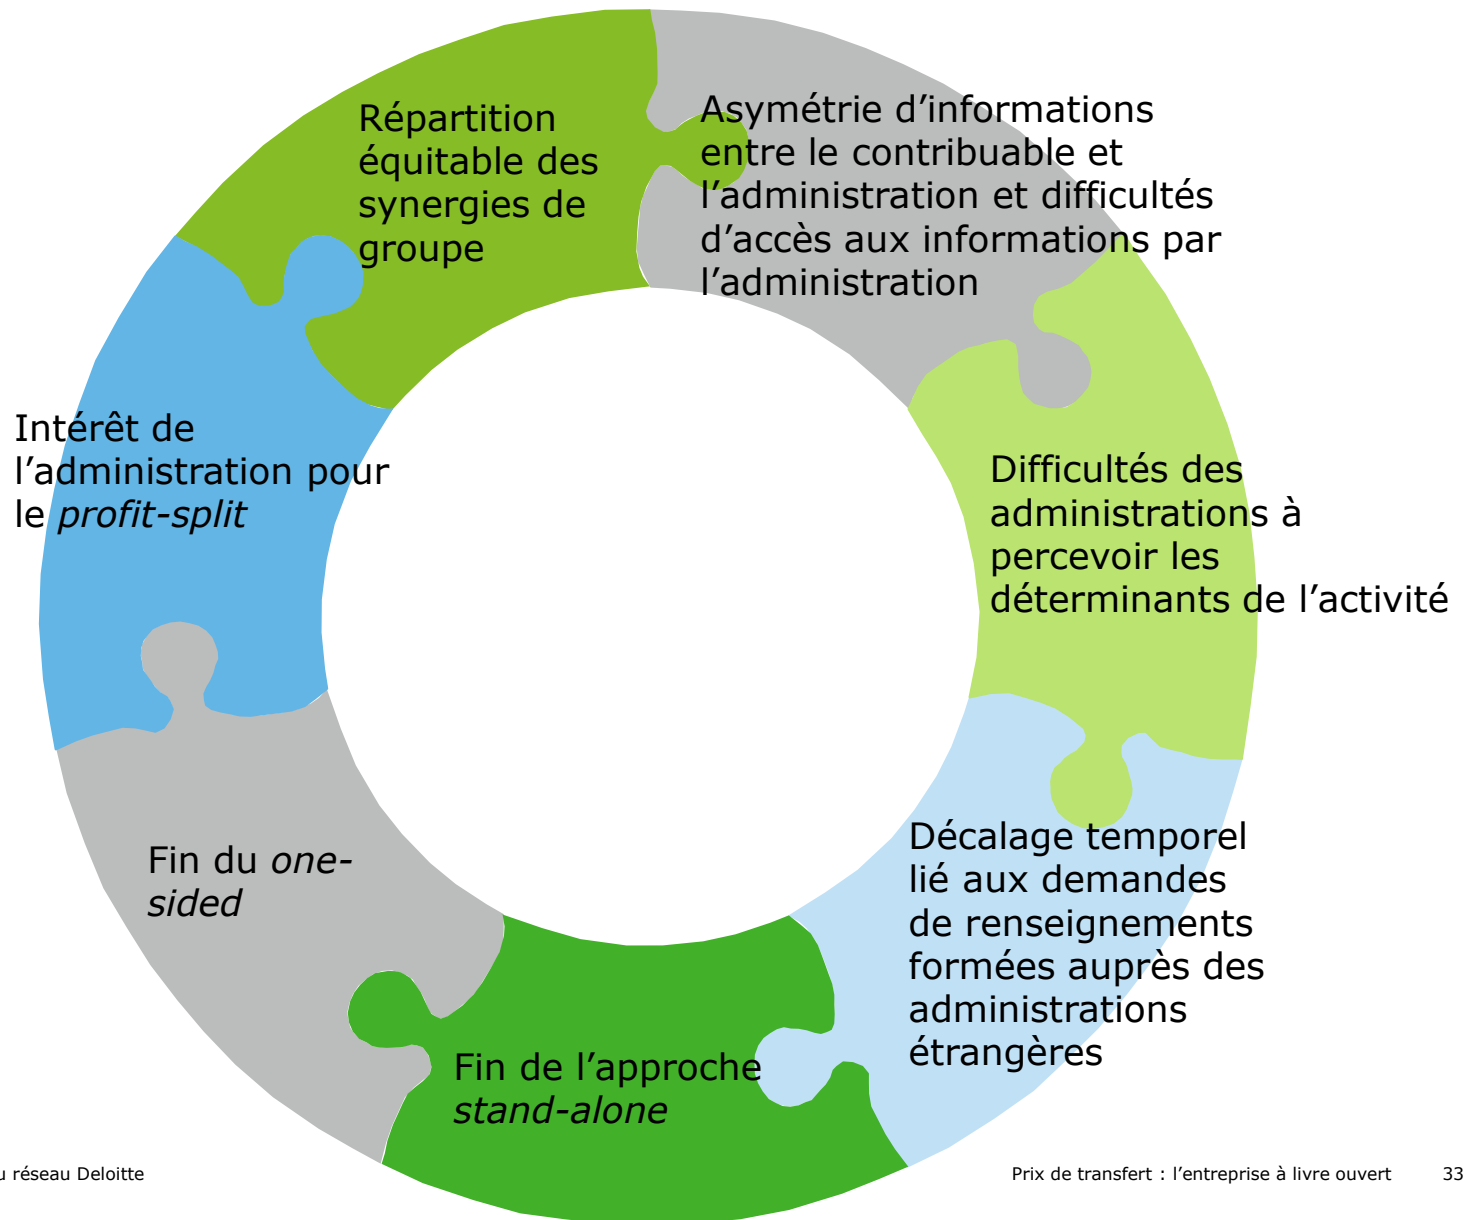 Répartition
équitable des
synergies de
groupe
Asymétrie d’informations
entre le contribuable et
l’administration et difficultés
d’accès aux informations par
l’administration
Intérêt de
l’administration pour
le profit-split
Difficultés des
administrations à
percevoir les
déterminants de l’activité
Fin du one-
sided
Décalage temporel
lié aux demandes
de renseignements
formées auprès des
administrations
étrangères
Fin de l’approche
stand-alone
u réseau Deloitte
Prix de transfert : l’entreprise à livre ouvert 33